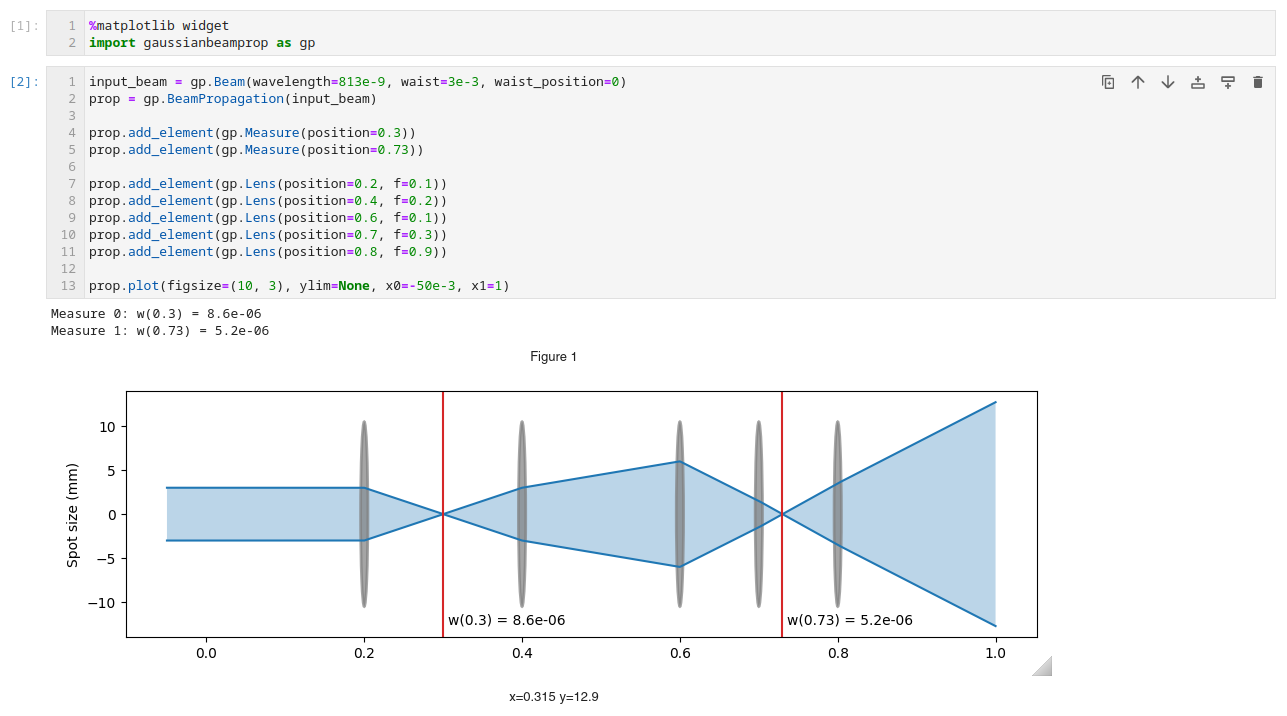 [1]:
1 %matplotlib widget
2 import gaussianbeamprop as gp
[2]:
1 input_beam = gp.Beam(wavelength=813e-9, waist=3e-3, waist_position=0)
2 prop = gp.BeamPropagation(input_beam)
3
4 prop.add_element(gp.Measure(position=0.3))
5 prop.add_element(gp.Measure(position=0.73))
6
7 prop.add_element(gp.Lens(position=0.2, f=0.1))
8 prop.add_element(gp.Lens(position=0.4, f=0.2))
9 prop.add_element(gp.Lens(position=0.6, f=0.1))
10 prop.add_element(gp.Lens(position=0.7, f=0.3))
11 prop.add_element(gp.Lens(position=0.8, f=0.9))
12
13 prop.plot(figsize=(10, 3), ylim=None, x0=-50e-3, x1=1)
Measure 0: w(0.3) = 8.6e-06
Measure 1: w(0.73) = 5.2e-06
Figure 1
Spot size (mm)
10
5
0
−5
−10
w(0.3) = 8.6e-06
w(0.73) = 5.2e-06
0.0 0.2 0.4 0.6 0.8 1.0
x=0.315 y=12.9